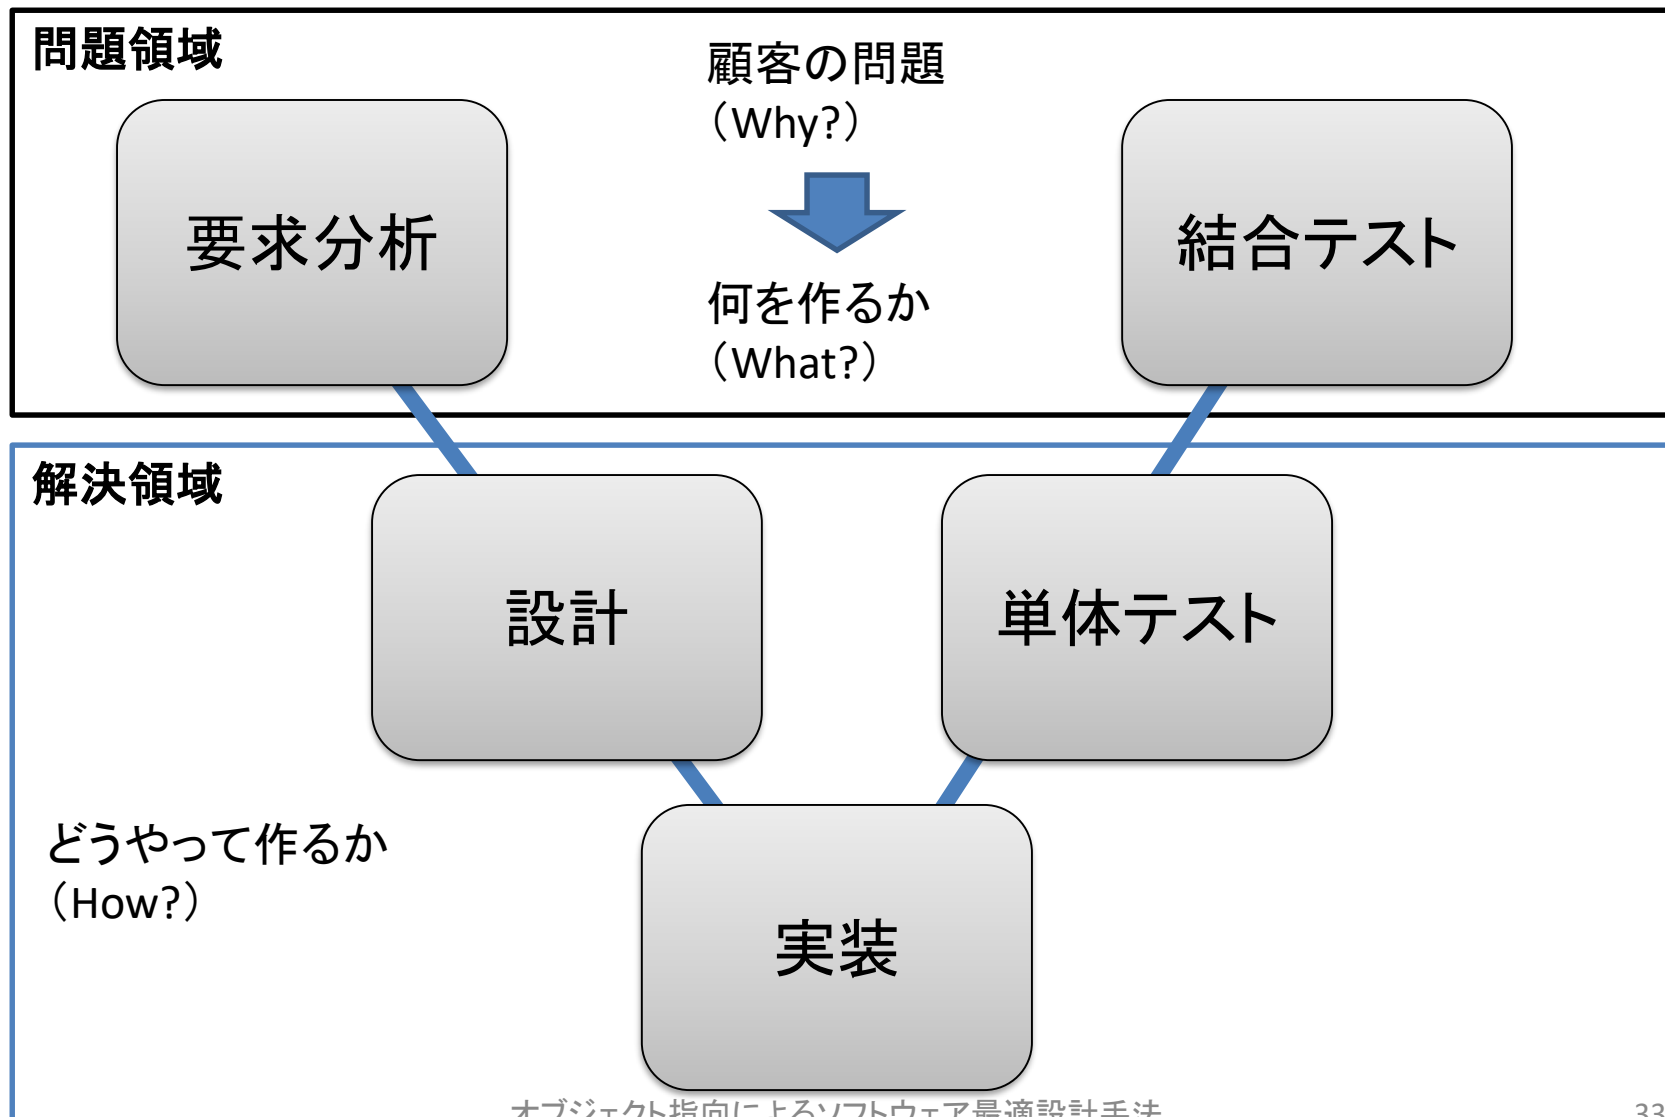 問題領域
顧客の問題
（Why?）
要求分析
結合テスト
何を作るか
（What?）
解決領域
設計
単体テスト
どうやって作るか
（How?）
実装
オブジェクト指向によるソフトウェア最適設計手法
33